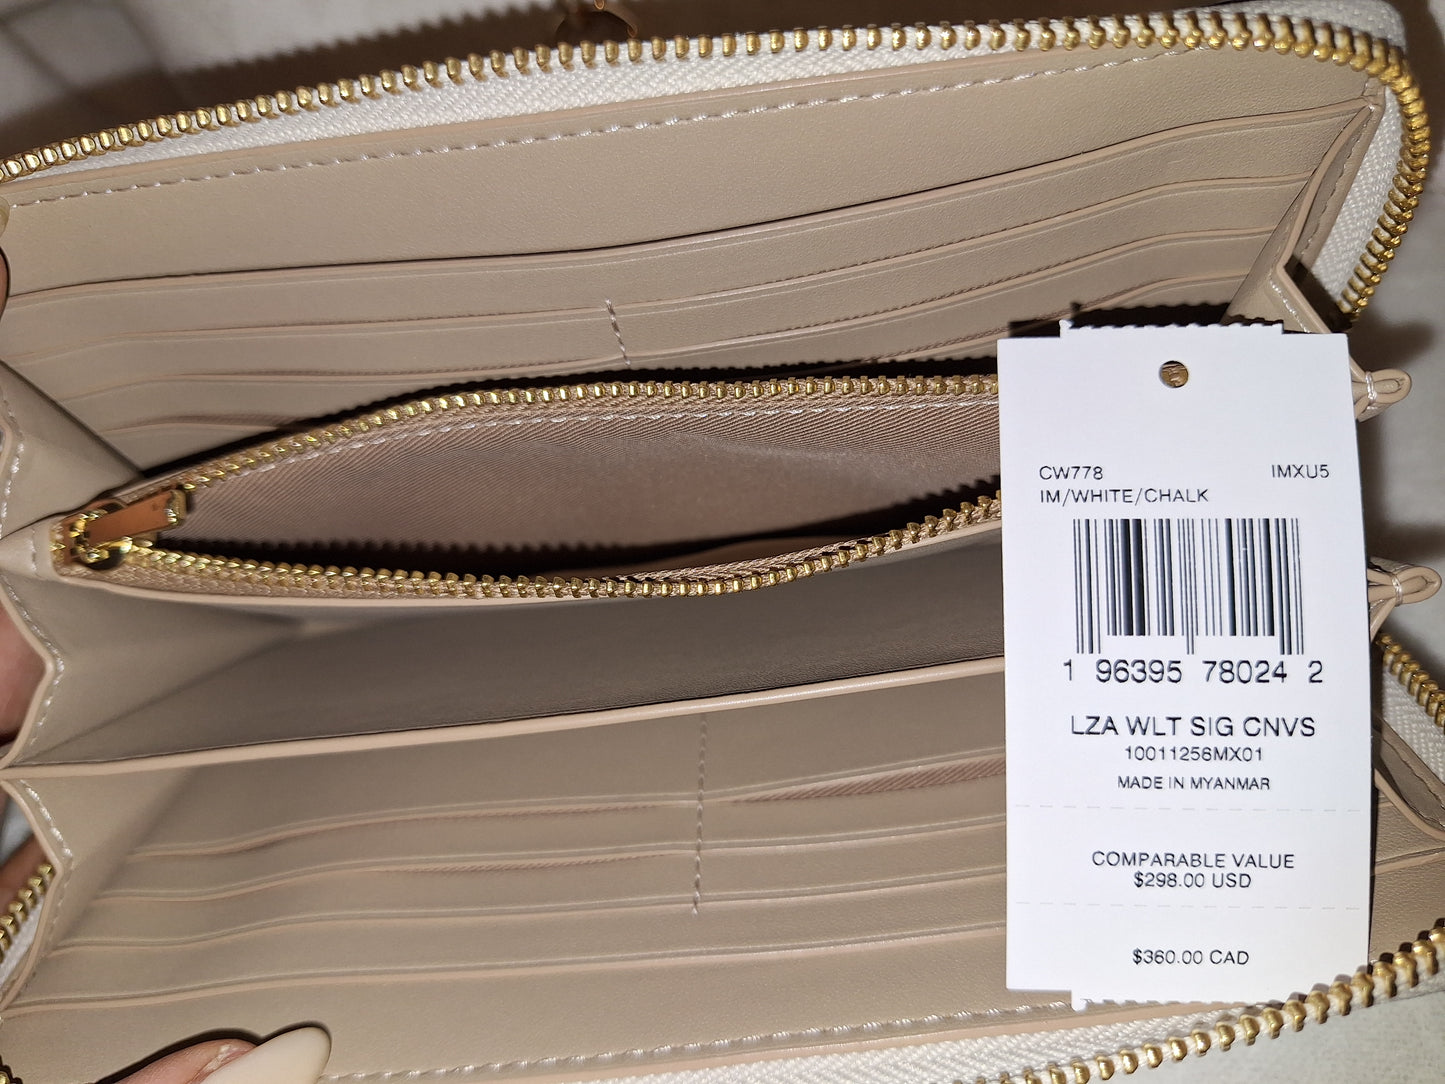 CW778 IMXU5
IM/WHITE/CHALK
1 96395 78024 2
LZA WLT SIG CNVS
10011256MX01
MADE IN MYANMAR
COMPARABLE VALUE
$298.00 USD
$360.00 CAD